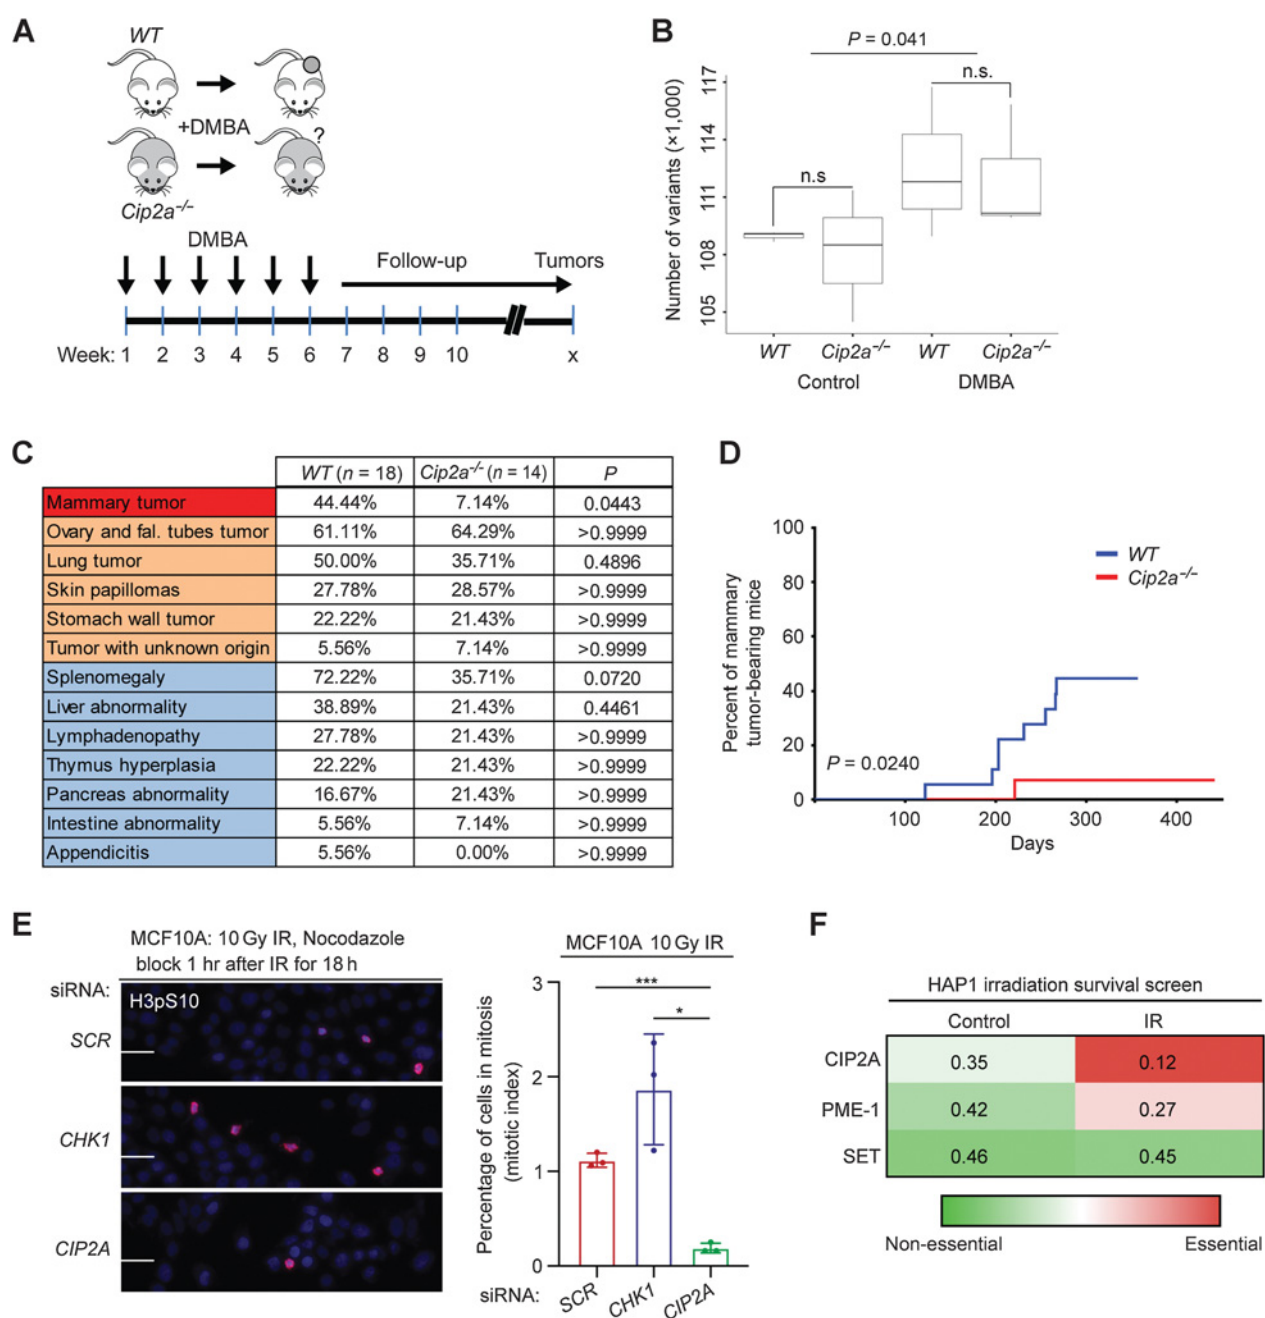 A
WT
+DMBA
?
Cip2a−/−
DMBA
Follow-up
Tumors
Week: 1 2 3 4 5 6 7 8 9 10 x
B
P = 0.041
n.s.
n.s
Number of variants (×1,000)
117
114
111
108
105
WT Cip2a−/− WT Cip2a−/−
Control DMBA
C
WT (n = 18) Cip2a−/− (n = 14) P
Mammary tumor 44.44% 7.14% 0.0443
Ovary and fal. tubes tumor 61.11% 64.29% >0.9999
Lung tumor 50.00% 35.71% 0.4896
Skin papillomas 27.78% 28.57% >0.9999
Stomach wall tumor 22.22% 21.43% >0.9999
Tumor with unknown origin 5.56% 7.14% >0.9999
Splenomegaly 72.22% 35.71% 0.0720
Liver abnormality 38.89% 21.43% 0.4461
Lymphadenopathy 27.78% 21.43% >0.9999
Thymus hyperplasia 22.22% 21.43% >0.9999
Pancreas abnormality 16.67% 21.43% >0.9999
Intestine abnormality 5.56% 7.14% >0.9999
Appendicitis 5.56% 0.00% >0.9999
D
Percent of mammary
tumor-bearing mice
100
80
60
40
20
0
WT
Cip2a−/−
P = 0.0240
100 200 300 400
Days
E
MCF10A: 10 Gy IR, Nocodazole
block 1 hr after IR for 18 h
siRNA:
H3pS10
SCR
CHK1
CIP2A
MCF10A 10 Gy IR
Percentage of cells in mitosis
(mitotic index)
3
2
1
0
***
*
siRNA: SCR CHK1 CIP2A
F
HAP1 irradiation survival screen
Control IR
CIP2A 0.35 0.12
PME-1 0.42 0.27
SET 0.46 0.45
Non-essential Essential